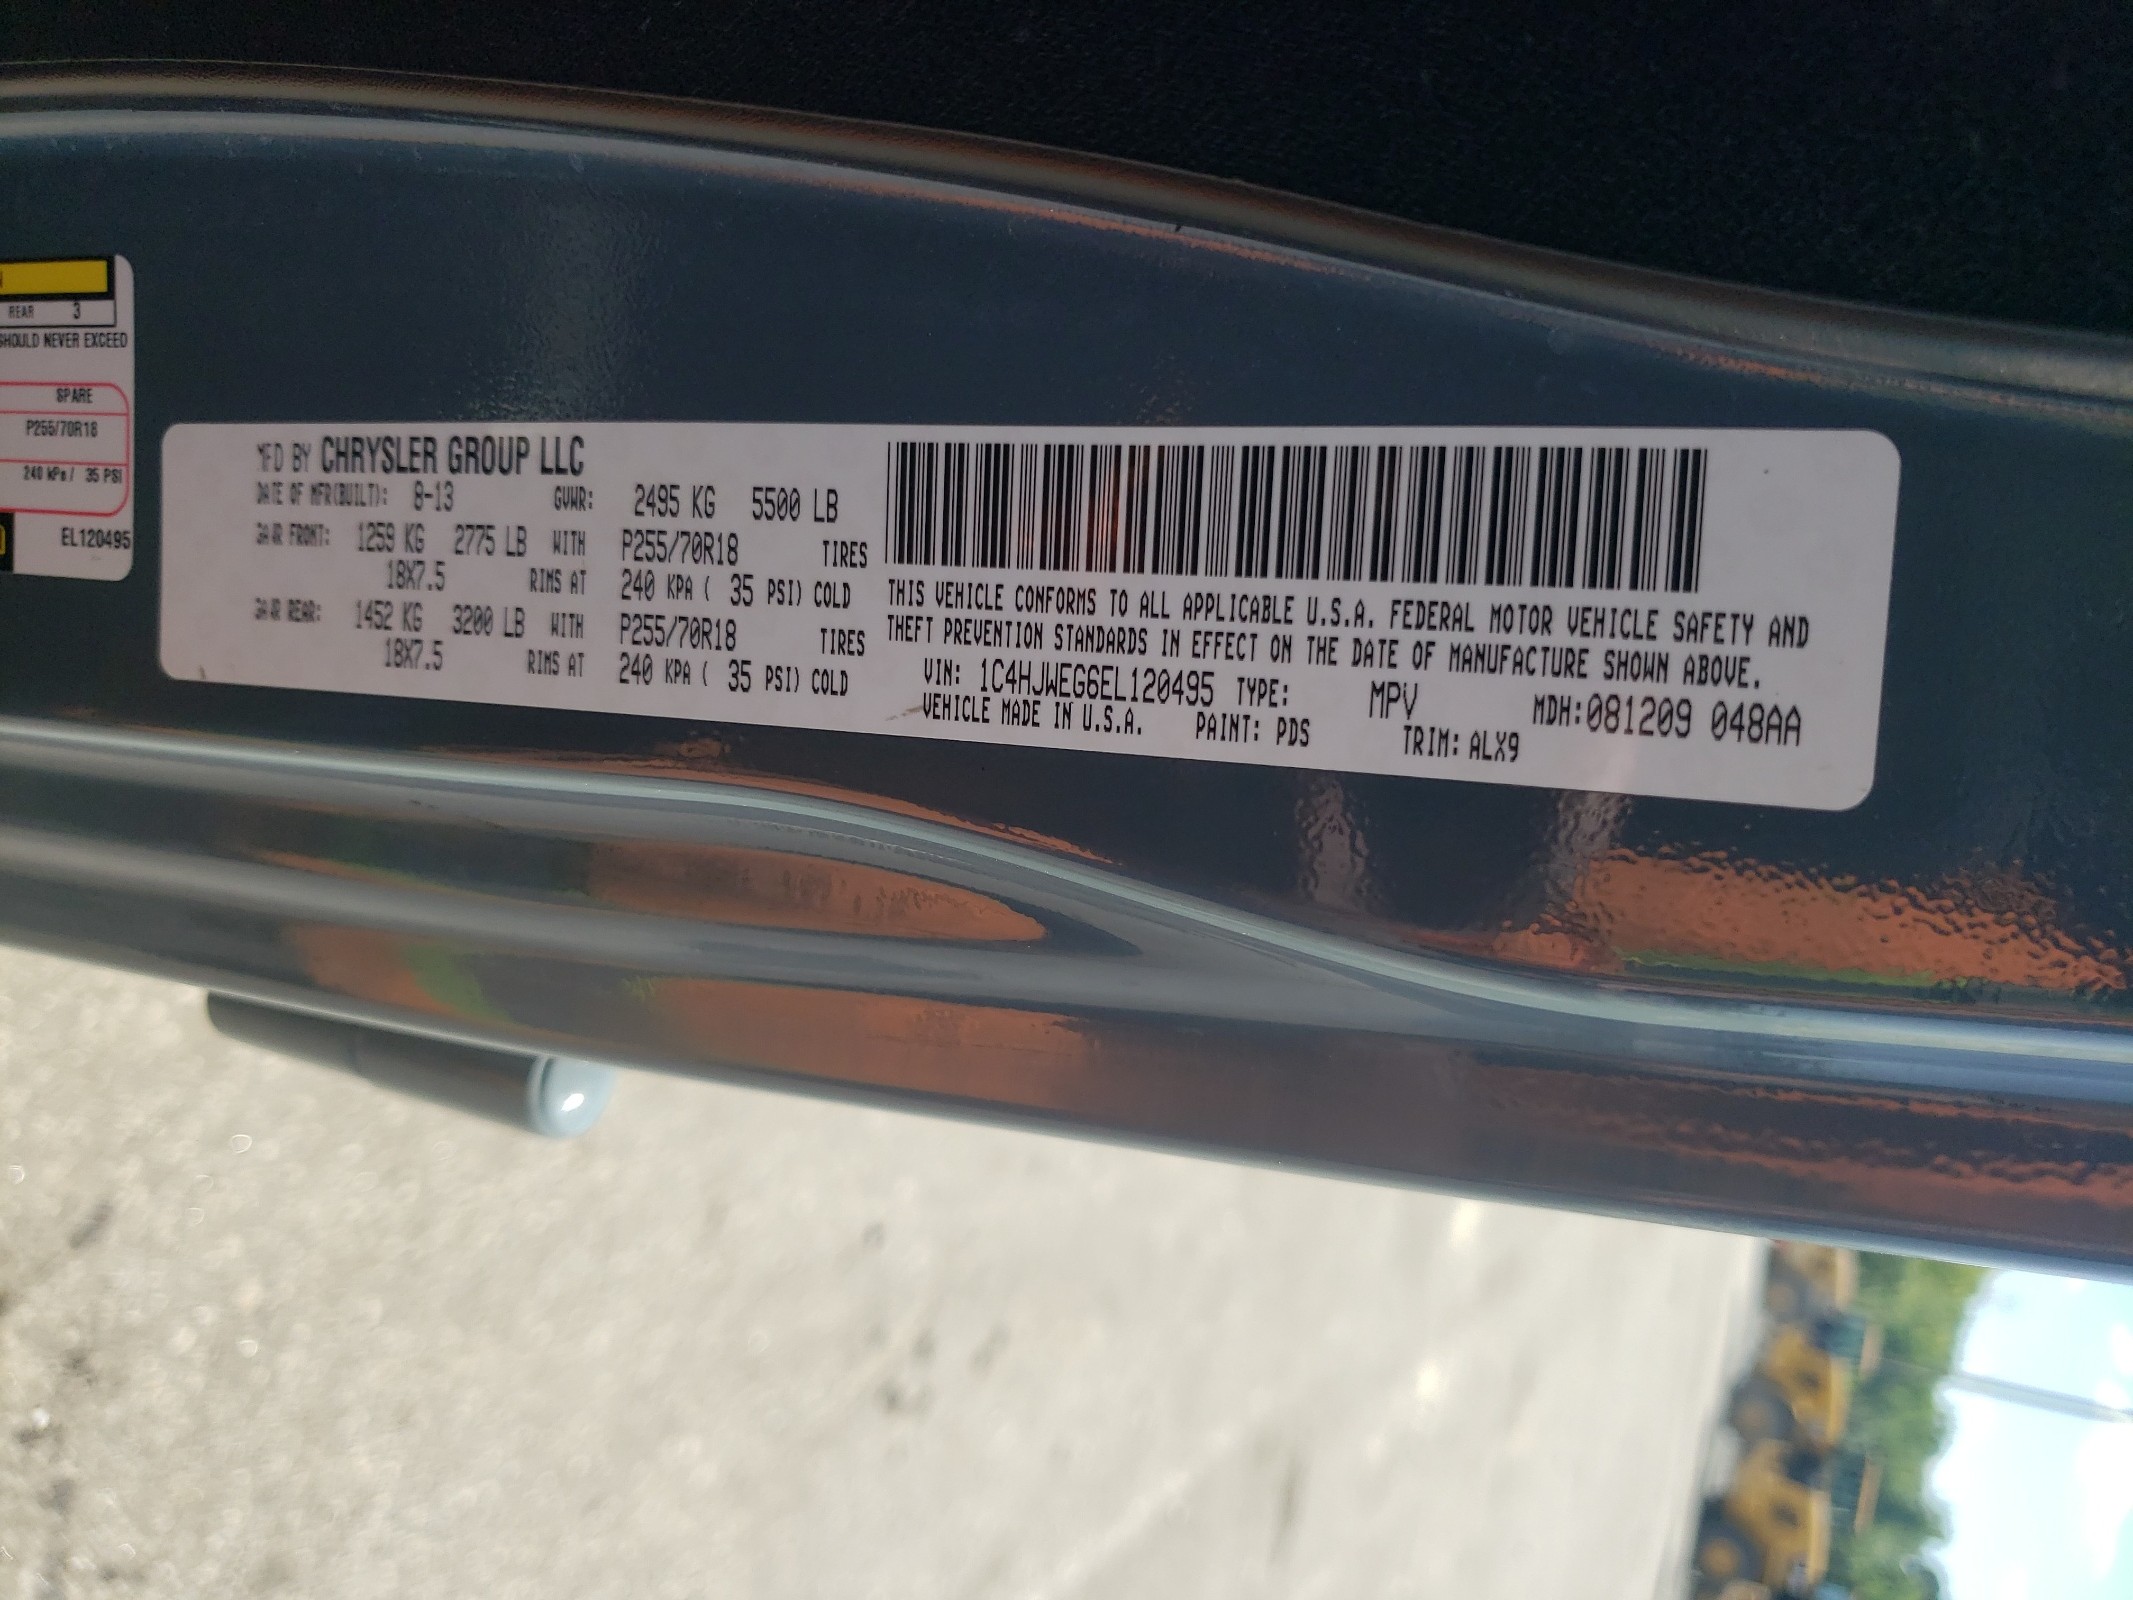 REAR 3
SHOULD NEVER EXCEED
SPARE
P255/70R18
240 kPa / 35 PSI
EL120495
MFD BY CHRYSLER GROUP LLC
DATE OF MFR(BUILT): 8-13 GVWR: 2495 KG 5500 LB
GAWR FRONT: 1259 KG 2775 LB WITH P255/70R18 TIRES
18X7.5 RIMS AT 240 KPA ( 35 PSI) COLD
GAWR REAR: 1452 KG 3200 LB WITH P255/70R18 TIRES
18X7.5 RIMS AT 240 KPA ( 35 PSI) COLD
THIS VEHICLE CONFORMS TO ALL APPLICABLE U.S.A. FEDERAL MOTOR VEHICLE SAFETY AND
THEFT PREVENTION STANDARDS IN EFFECT ON THE DATE OF MANUFACTURE SHOWN ABOVE.
VIN: 1C4HJWEG6EL120495 TYPE: MPV MDH:081209 048AA
VEHICLE MADE IN U.S.A. PAINT: PDS TRIM: ALX9